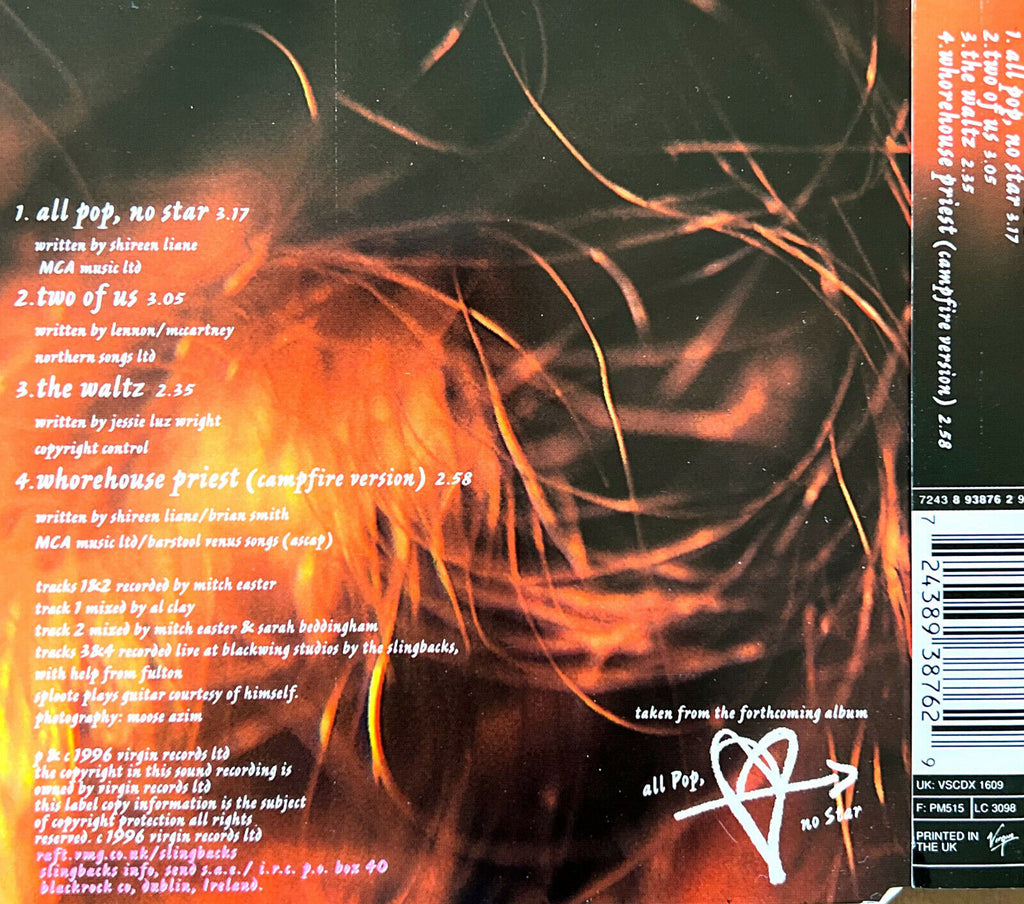 1. all pop, no star 3.17
written by shireen liane
MCA music ltd
2. two of us 3.05
written by lennon/mccartney
northern songs ltd
3. the waltz 2.35
written by jessie luz wright
copyright control
4. whorehouse priest (campfire version) 2.58
written by shireen liane/brian smith
MCA music ltd/barstool venus songs (ascap)
tracks 1&2 recorded by mitch easter
track 1 mixed by al clay
track 2 mixed by mitch easter & sarah beddingham
tracks 3&4 recorded live at blackwing studios by the slingbacks,
with help from fulton
sploote plays guitar courtesy of himself.
photography: moose azim
p & c 1996 virgin records ltd
the copyright in this sound recording is
owned by virgin records ltd
this label copy information is the subject
of copyright protection all rights
reserved. c 1996 virgin records ltd
raft.vmg.co.uk/slingbacks
slingbacks info, send s.a.e./ i.r.c. p.o. box 40
blackrock co, dublin, Ireland.
taken from the forthcoming album
all Pop,
no Star
1. all pop, no star 3.17
2. two of us 3.05
3. the waltz 2.35
4. whorehouse priest (campfire version) 2.58
7243 8 93876 2 9
7 24389 38762 9
UK: VSCDX 1609
F: PM515 LC 3098
PRINTED IN
THE UK
Virgin